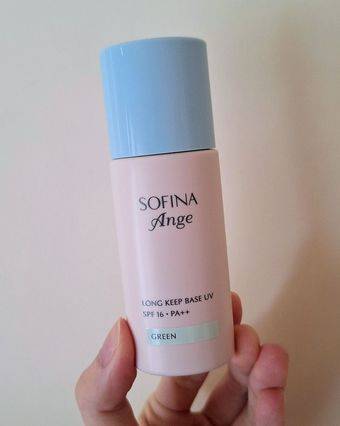 SOFINA
Ange
LONG KEEP BASE UV
SPF 16・PA++
GREEN